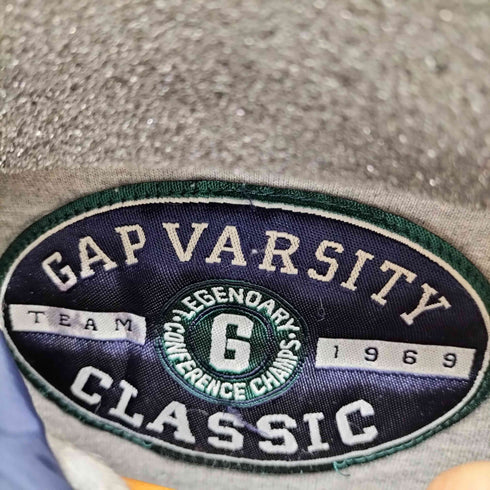 GAP VARSITY
TEAM
LEGENDARY
G
CONFERENCE CHAMPS
1969
CLASSIC